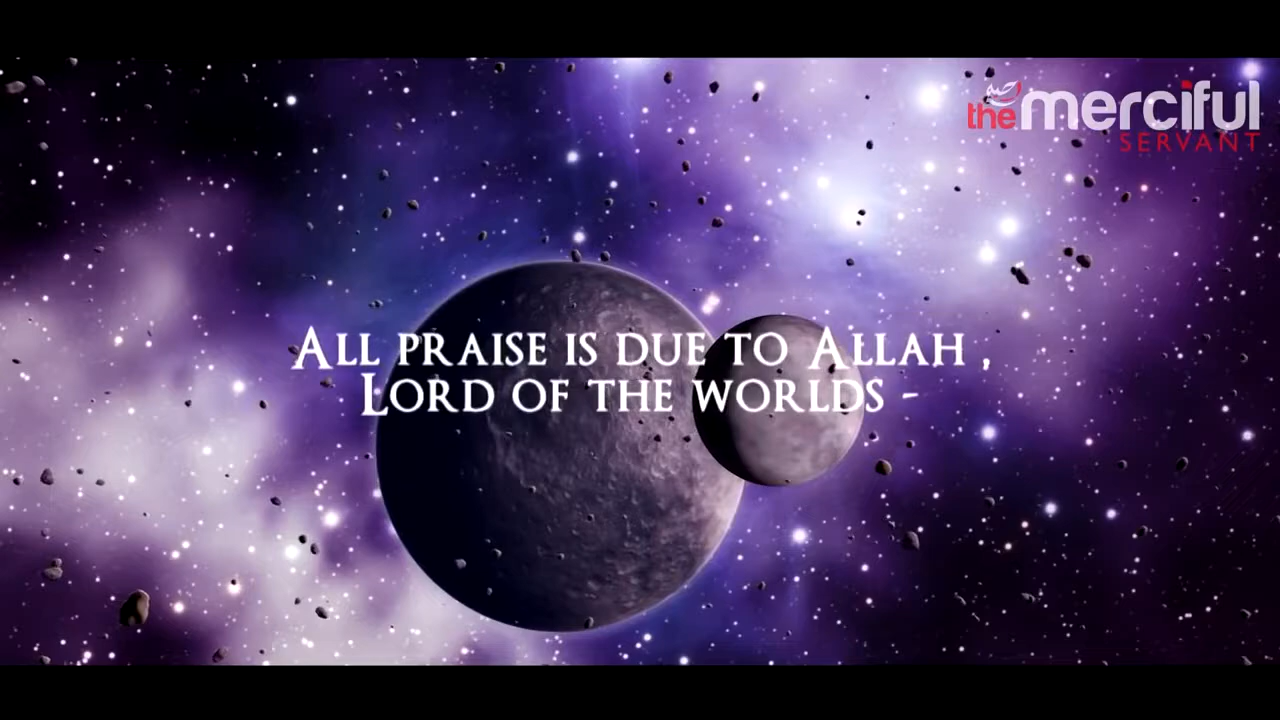 the merciful
SERVANT
ALL PRAISE IS DUE TO ALLAH ,
LORD OF THE WORLDS -